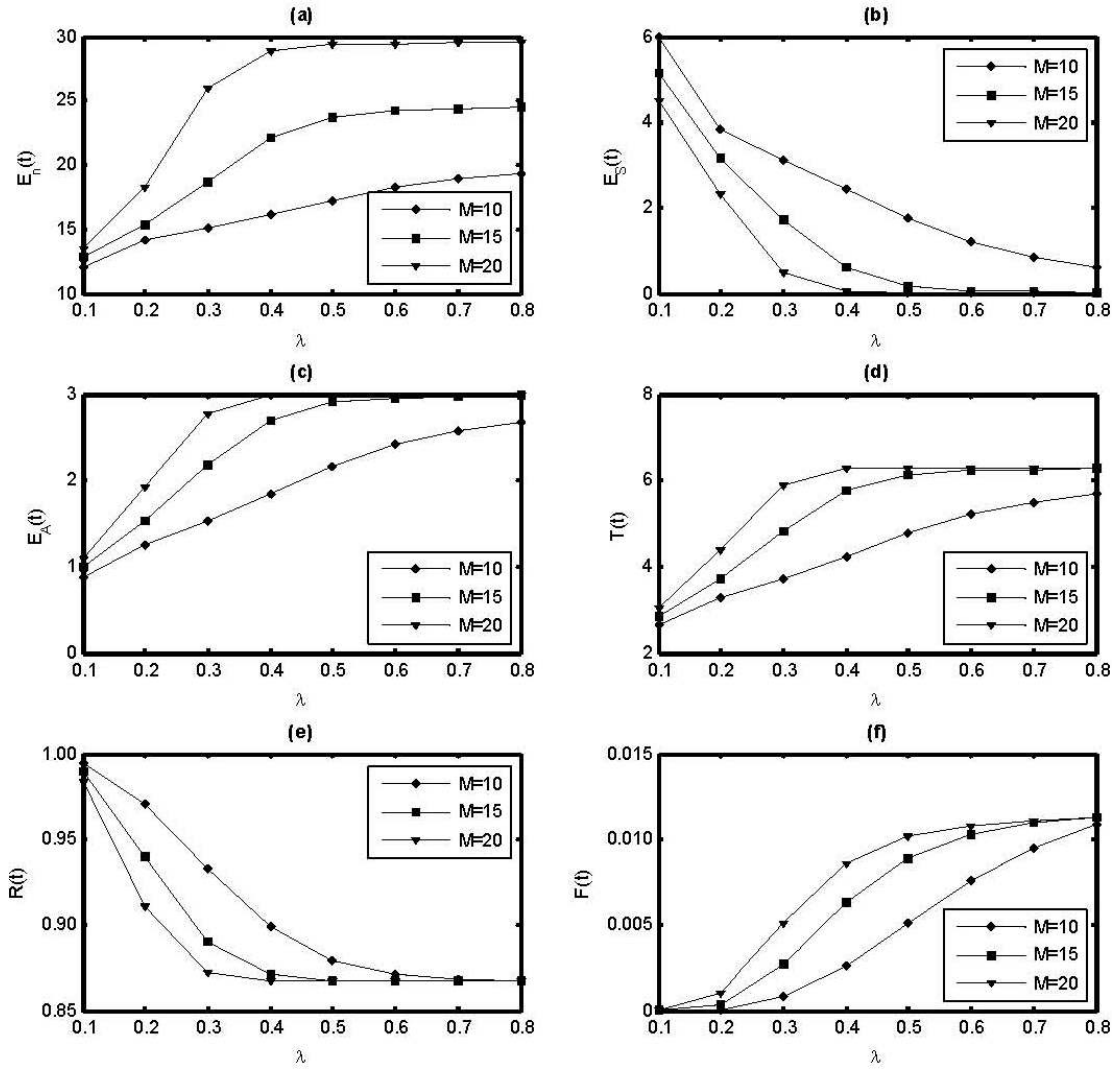 (a)
30
25
20
15
10
E_n(t)
0.1 0.2 0.3 0.4 0.5 0.6 0.7 0.8
λ
M=10
M=15
M=20
(b)
6
4
2
0
E_S(t)
0.1 0.2 0.3 0.4 0.5 0.6 0.7 0.8
λ
M=10
M=15
M=20
(c)
3
2
1
0
E_A(t)
0.1 0.2 0.3 0.4 0.5 0.6 0.7 0.8
λ
M=10
M=15
M=20
(d)
8
6
4
2
T(t)
0.1 0.2 0.3 0.4 0.5 0.6 0.7 0.8
λ
M=10
M=15
M=20
(e)
1.00
0.95
0.90
0.85
R(t)
0.1 0.2 0.3 0.4 0.5 0.6 0.7 0.8
λ
M=10
M=15
M=20
(f)
0.015
0.010
0.005
0
F(t)
0.1 0.2 0.3 0.4 0.5 0.6 0.7 0.8
λ
M=10
M=15
M=20